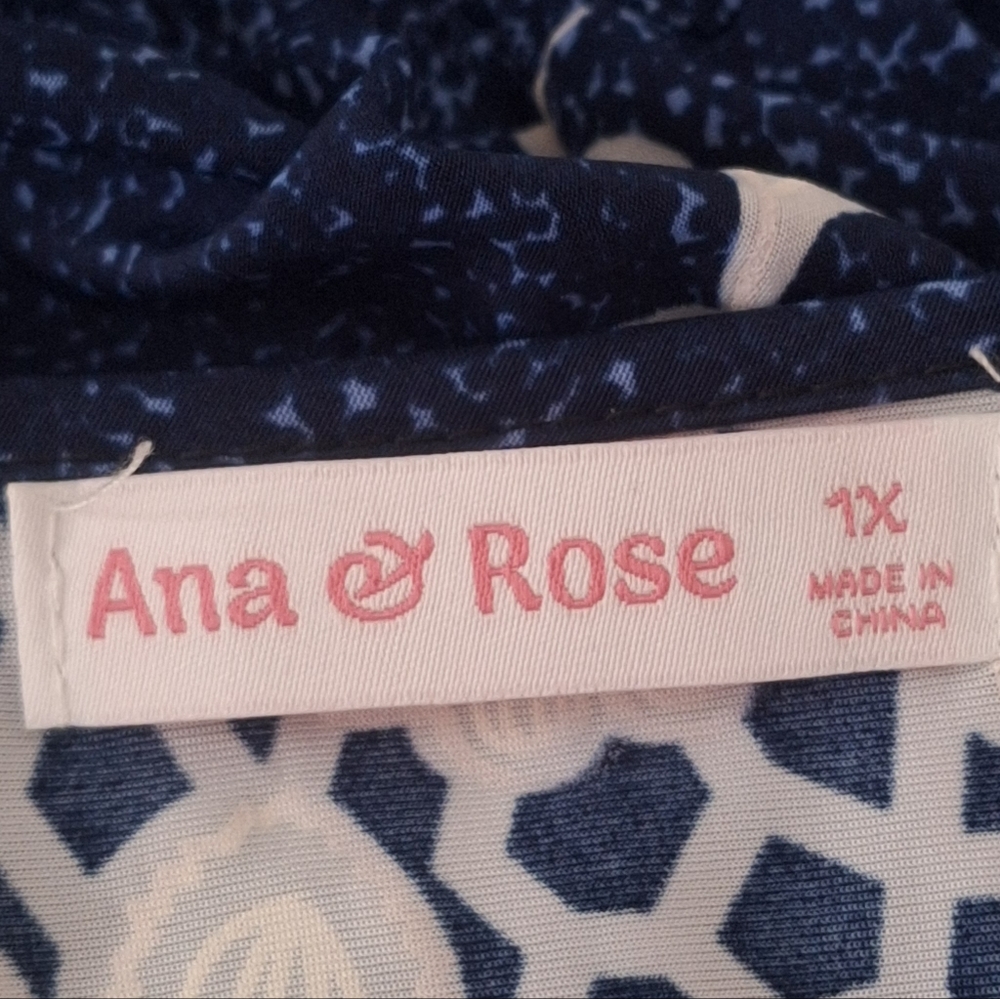 Ana & Rose
1X
MADE IN
CHINA